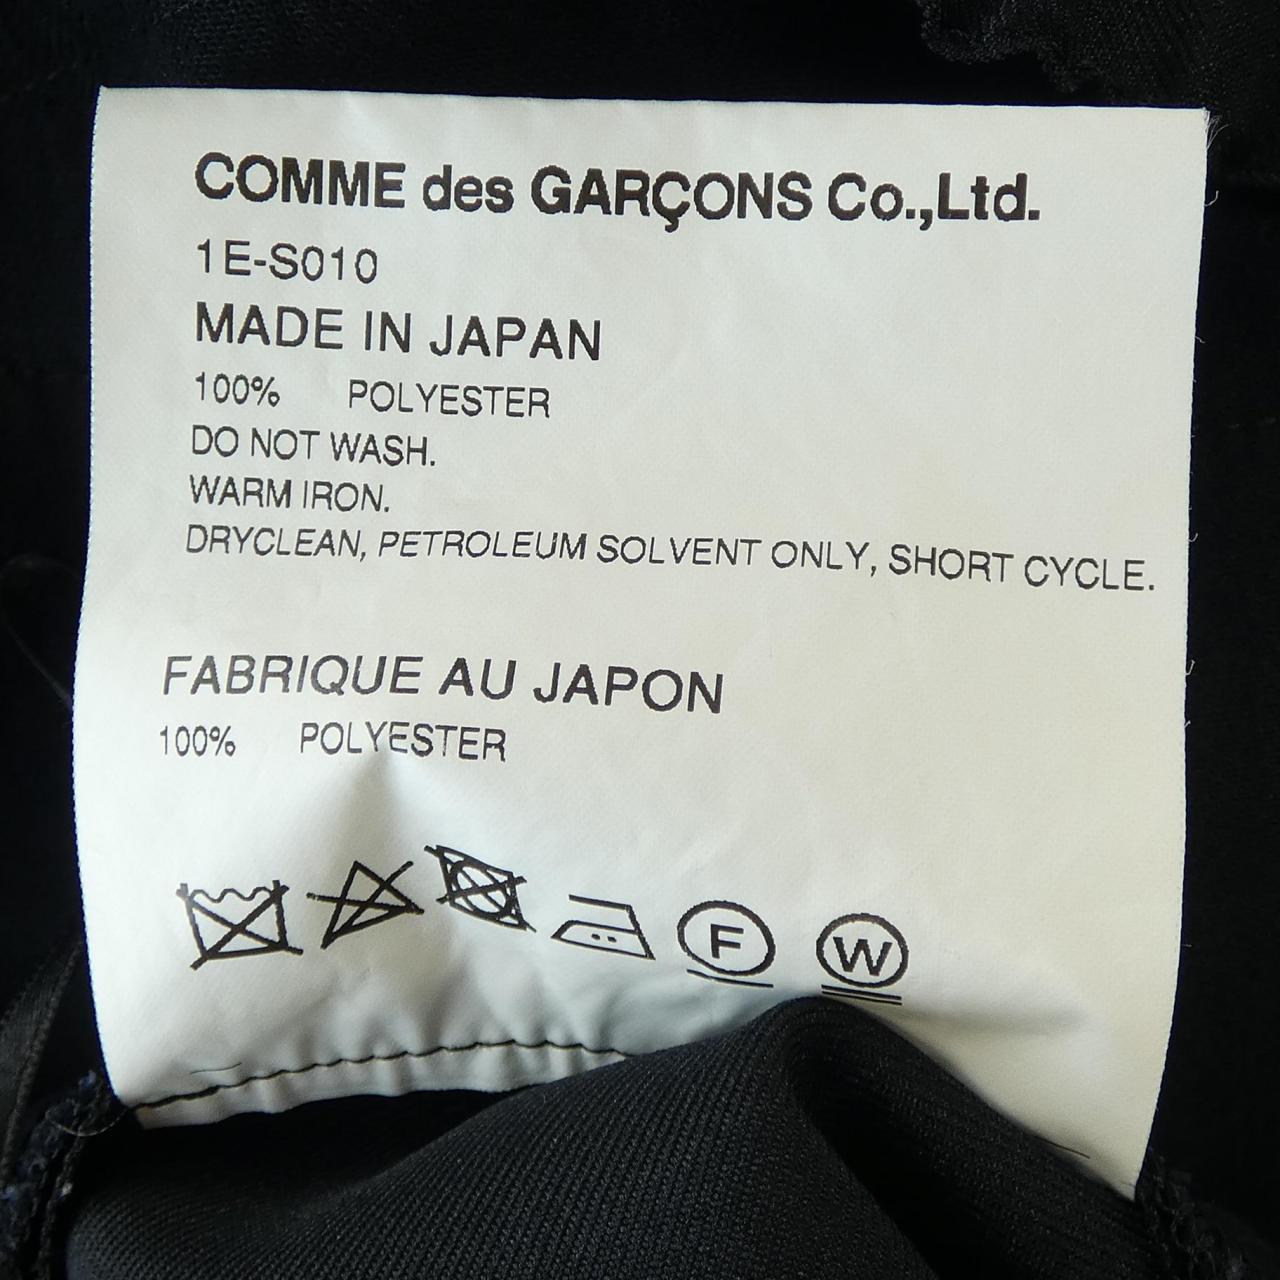 COMME des GARÇONS Co.,Ltd.
1E-S010
MADE IN JAPAN
100% POLYESTER
DO NOT WASH.
WARM IRON.
DRYCLEAN, PETROLEUM SOLVENT ONLY, SHORT CYCLE.
FABRIQUE AU JAPON
100% POLYESTER
F W